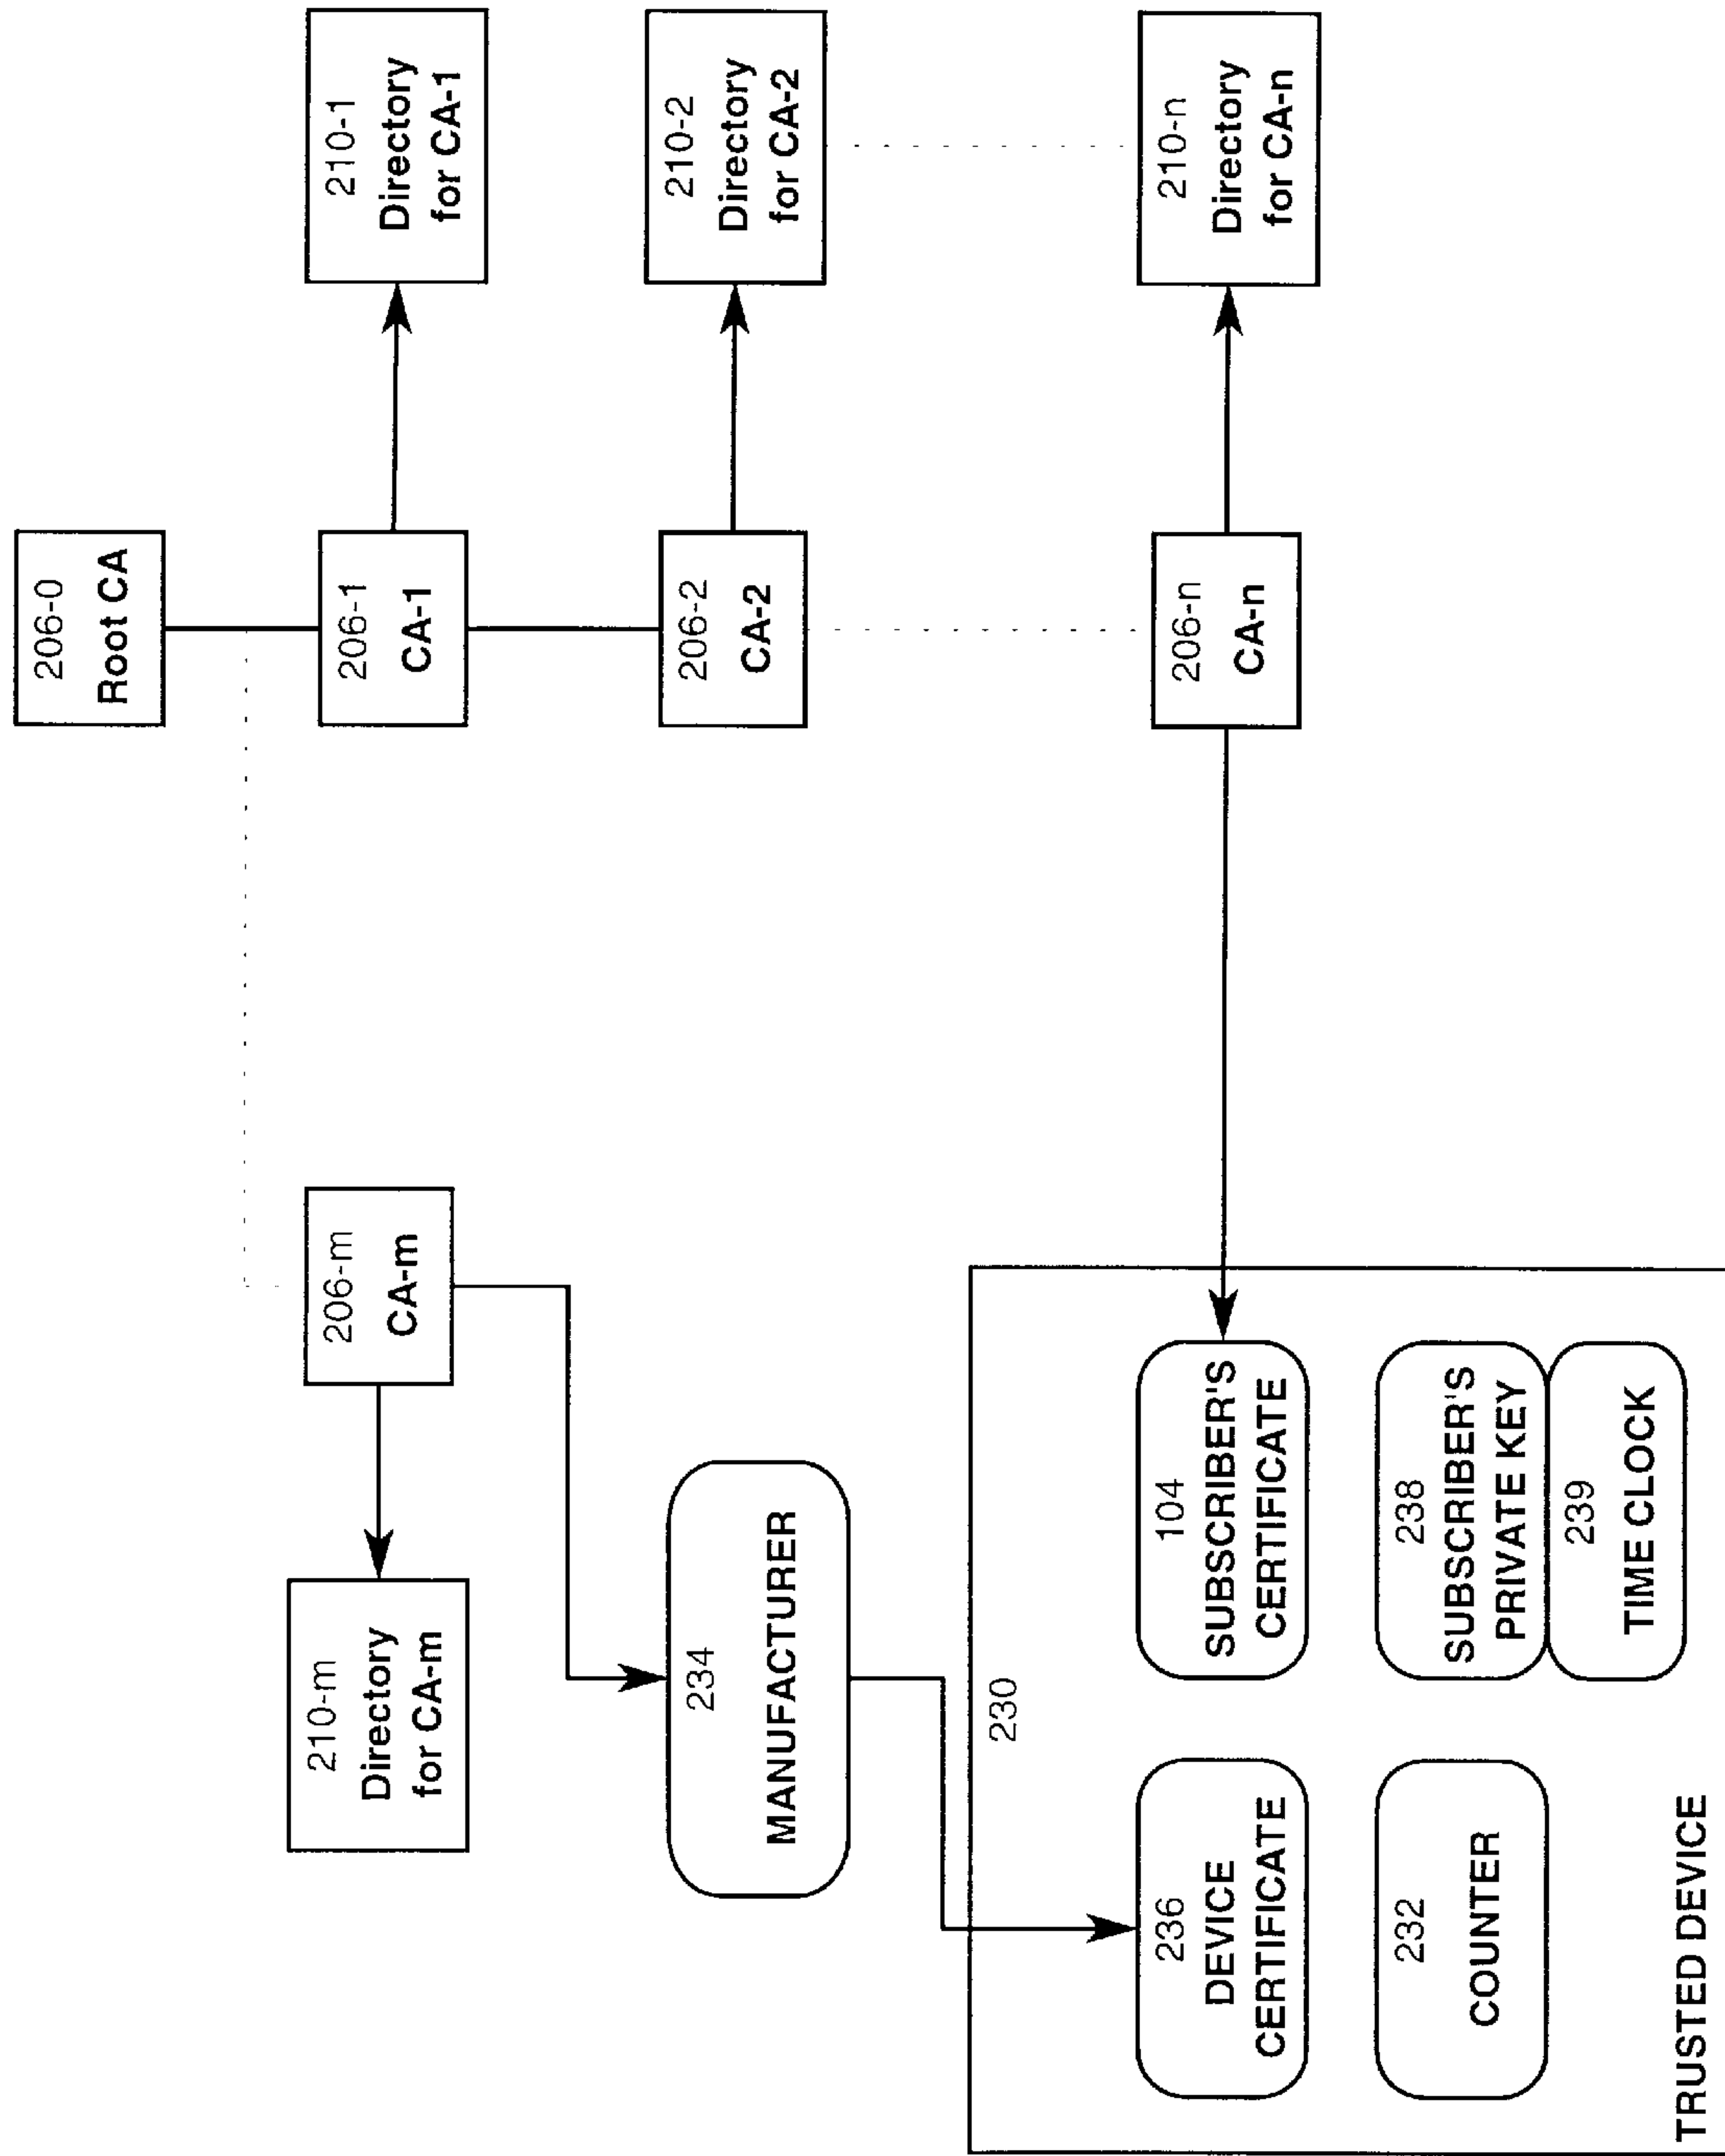 206-0
Root CA
206-m
CA-m
210-m
Directory
for CA-m
206-1
CA-1
210-1
Directory
for CA-1
234
MANUFACTURER
206-2
CA-2
210-2
Directory
for CA-2
230
236
DEVICE
CERTIFICATE
104
SUBSCRIBER'S
CERTIFICATE
206-n
CA-n
210-n
Directory
for CA-n
232
COUNTER
238
SUBSCRIBER'S
PRIVATE KEY
239
TIME CLOCK
TRUSTED DEVICE